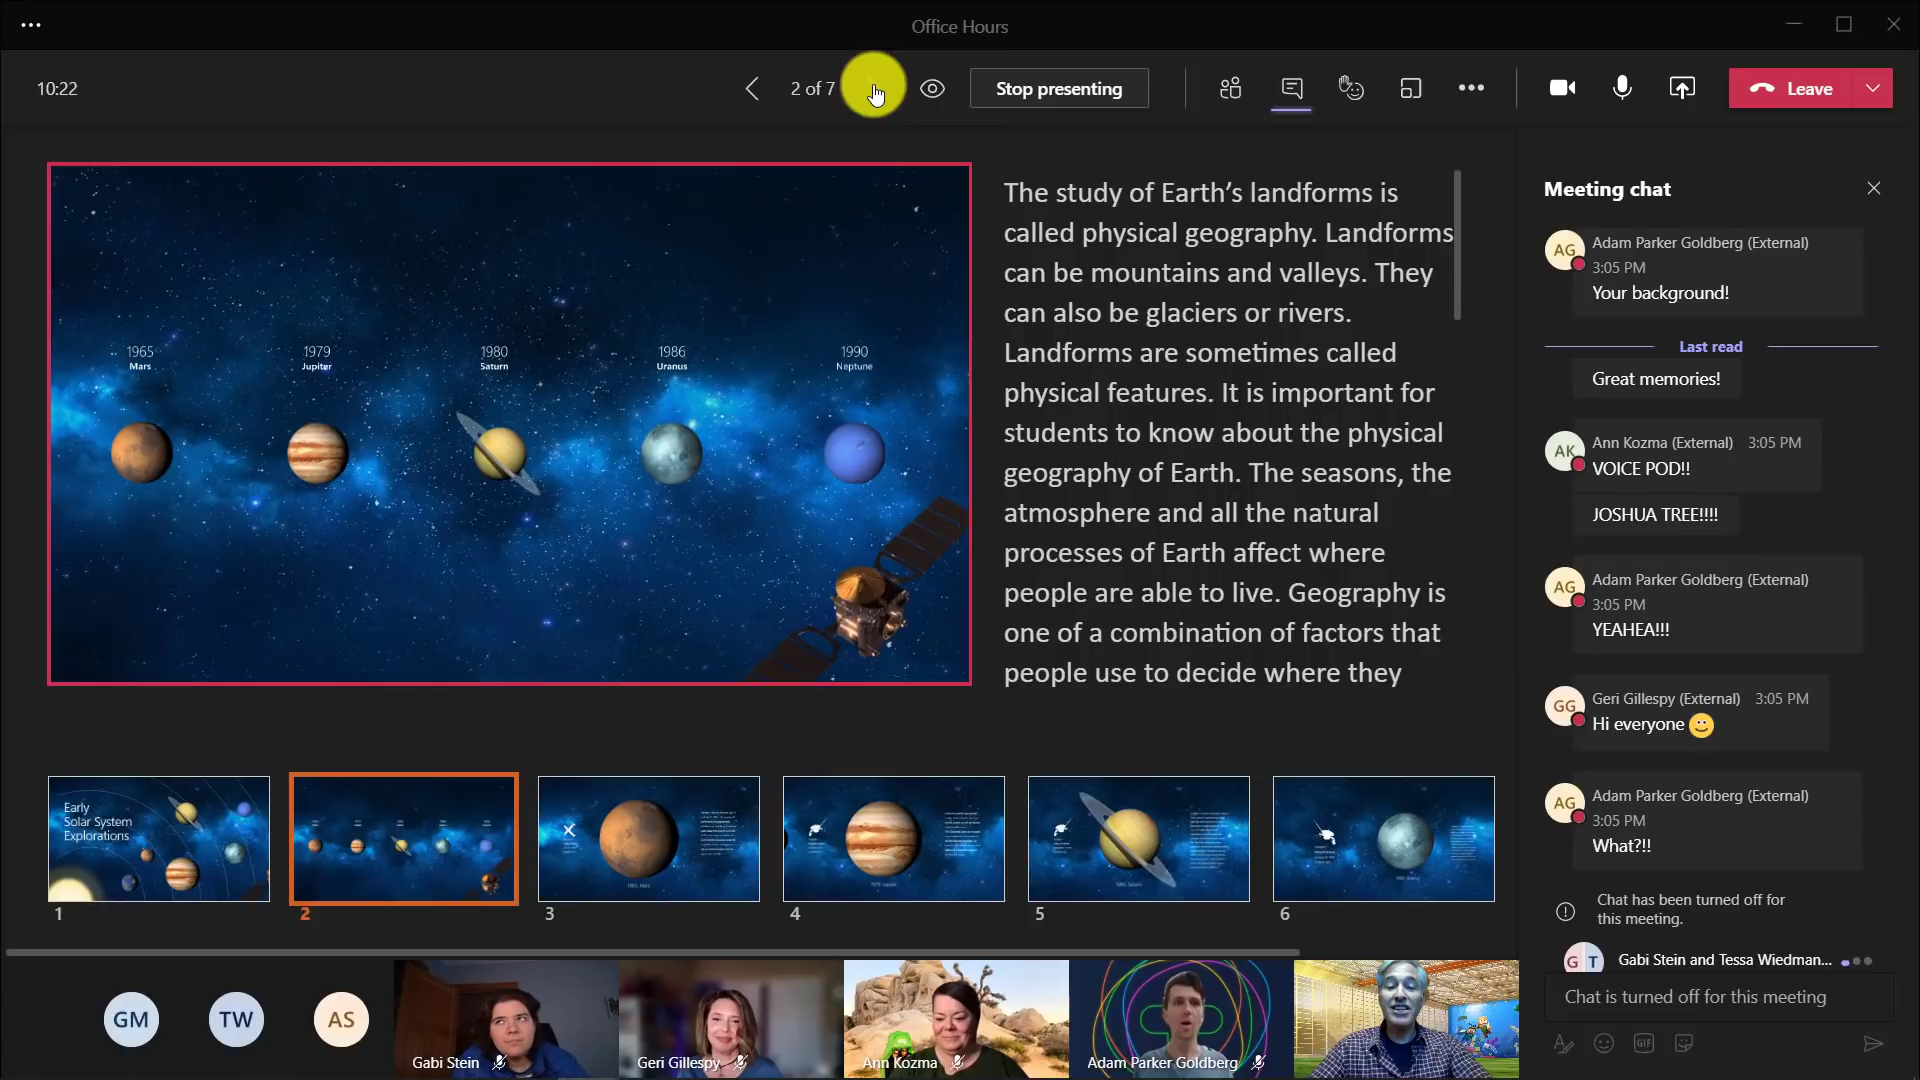 Office Hours
10:22
2 of 7
Stop presenting
Leave
1965
Mars
1979
Jupiter
1980
Saturn
1986
Uranus
1990
Neptune
The study of Earth’s landforms is
called physical geography. Landforms
can be mountains and valleys. They
can also be glaciers or rivers.
Landforms are sometimes called
physical features. It is important for
students to know about the physical
geography of Earth. The seasons, the
atmosphere and all the natural
processes of Earth affect where
people are able to live. Geography is
one of a combination of factors that
people use to decide where they
Early
Solar System
Explorations
1
2
3
4
5
6
GM
TW
AS
Gabi Stein
Geri Gillespy
Ann Kozma
Adam Parker Goldberg
Meeting chat
AG
Adam Parker Goldberg (External)
3:05 PM
Your background!
Last read
Great memories!
AK
Ann Kozma (External) 3:05 PM
VOICE POD!!
JOSHUA TREE!!!!
AG
Adam Parker Goldberg (External)
3:05 PM
YEAHEA!!!
GG
Geri Gillespy (External) 3:05 PM
Hi everyone
AG
Adam Parker Goldberg (External)
3:05 PM
What?!!
Chat has been turned off for
this meeting.
G T
Gabi Stein and Tessa Wiedman...
Chat is turned off for this meeting
GIF